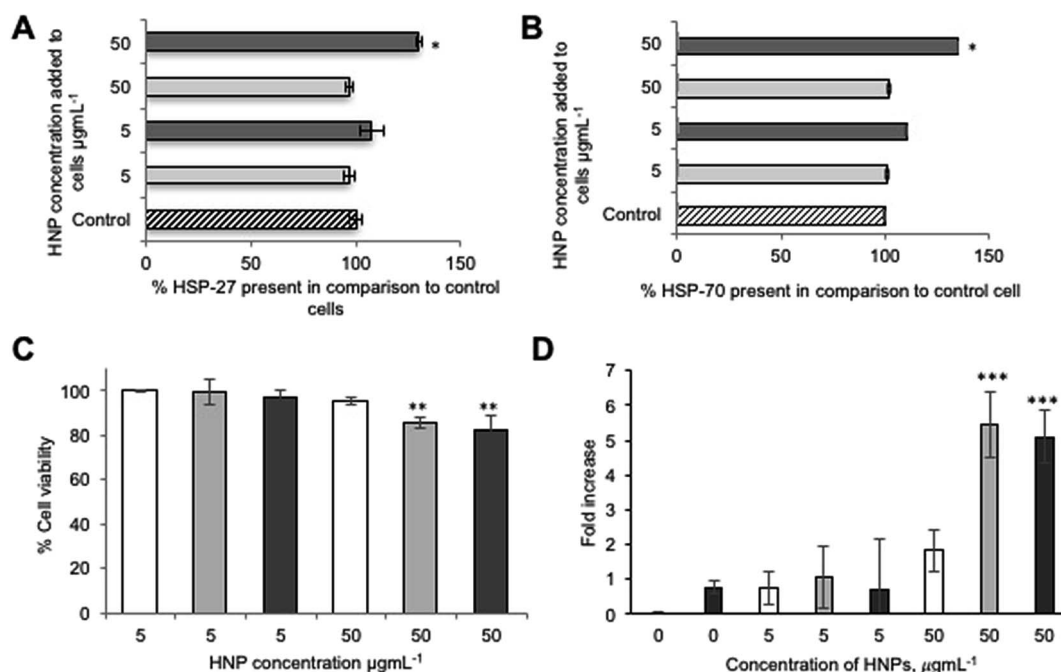 A
HNP concentration added to
cells µgmL-1
50
*
50
5
5
Control
0
50
100
150
% HSP-27 present in comparison to control
cells
B
HNP concentration added to
cells µgmL-1
50
*
50
5
5
Control
0
50
100
150
% HSP-70 present in comparison to control cell
C
% Cell viability
100
80
60
40
20
0
**
**
5
5
5
50
50
50
HNP concentration µgmL-1
D
Fold increase
7
6
5
4
3
2
1
0
***
***
0
0
5
5
5
50
50
50
Concentration of HNPs, µgmL-1